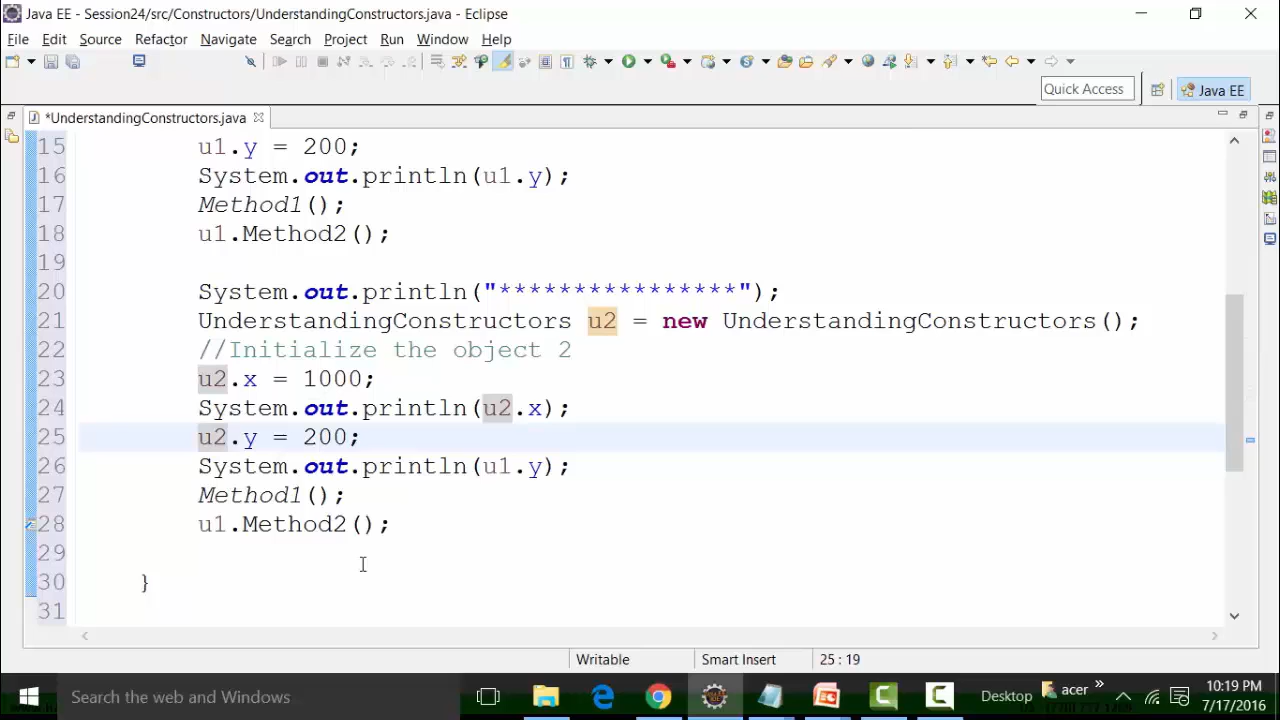 Java EE - Session24/src/Constructors/UnderstandingConstructors.java - Eclipse
File Edit Source Refactor Navigate Search Project Run Window Help
Quick Access Java EE
*UnderstandingConstructors.java
15 u1.y = 200;
16 System.out.println(u1.y);
17 Method1();
18 u1.Method2();
19
20 System.out.println("****************");
21 UnderstandingConstructors u2 = new UnderstandingConstructors();
22 //Initialize the object 2
23 u2.x = 1000;
24 System.out.println(u2.x);
25 u2.y = 200;
26 System.out.println(u1.y);
27 Method1();
28 u1.Method2();
29
30 }
31
Writable Smart Insert 25 : 19
Search the web and Windows Desktop acer 10:19 PM
7/17/2016